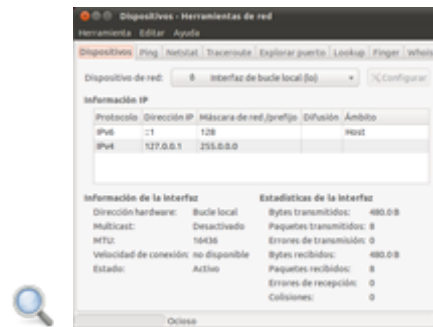 Dispositivos - Herramientas de red
Herramienta Editar Ayuda
Dispositivos Ping Netstat Traceroute Explorar puerto Lookup Finger Whois
Dispositivo de red: Interfaz de bucle local (lo) Configurar
Información IP
Protocolo Dirección IP Máscara de red /prefijo Difusión Ámbito
IPv6 ::1 128 Host
IPv4 127.0.0.1 255.0.0.0
Información de la interfaz Estadísticas de la interfaz
Dirección hardware: Bucle local Bytes transmitidos: 480.0 B
Multicast: Desactivado Paquetes transmitidos: 8
MTU: 16436 Errores de transmisión: 0
Velocidad de conexión: no disponible Bytes recibidos: 480.0 B
Estado: Activo Paquetes recibidos: 8
Errores de recepción: 0
Colisiones: 0
Ocioso